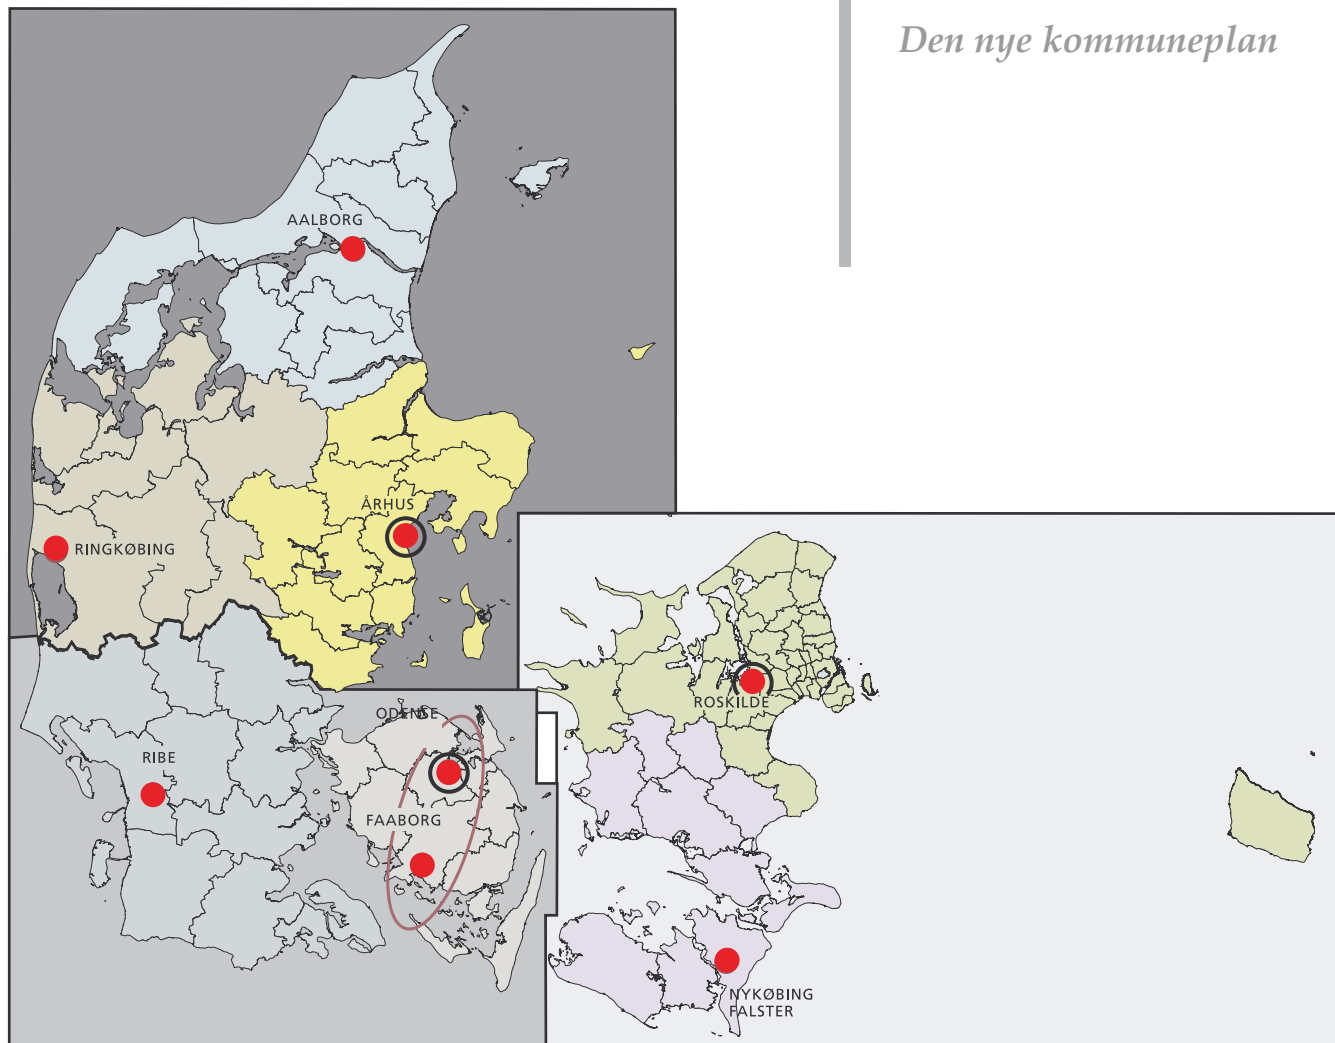 Den nye kommuneplan
AALBORG
ÅRHUS
RINGKØBING
ROSKILDE
ODENSE
RIBE
FAABORG
NYKØBING
FALSTER